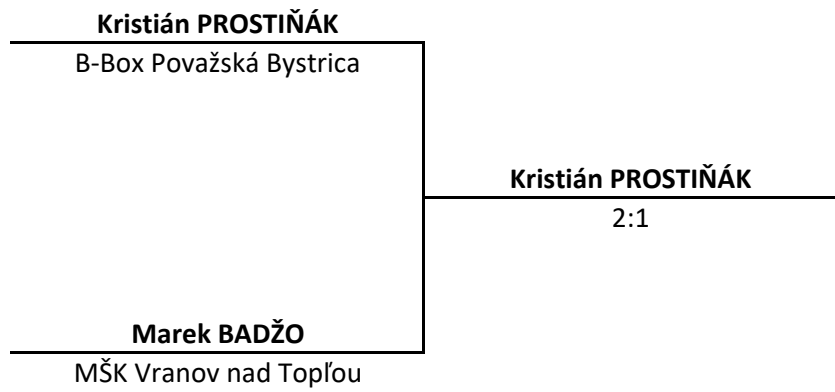 Kristián PROSTIŇÁK
B-Box Považská Bystrica
Kristián PROSTIŇÁK
2:1
Marek BADŽO
MŠK Vranov nad Topľou